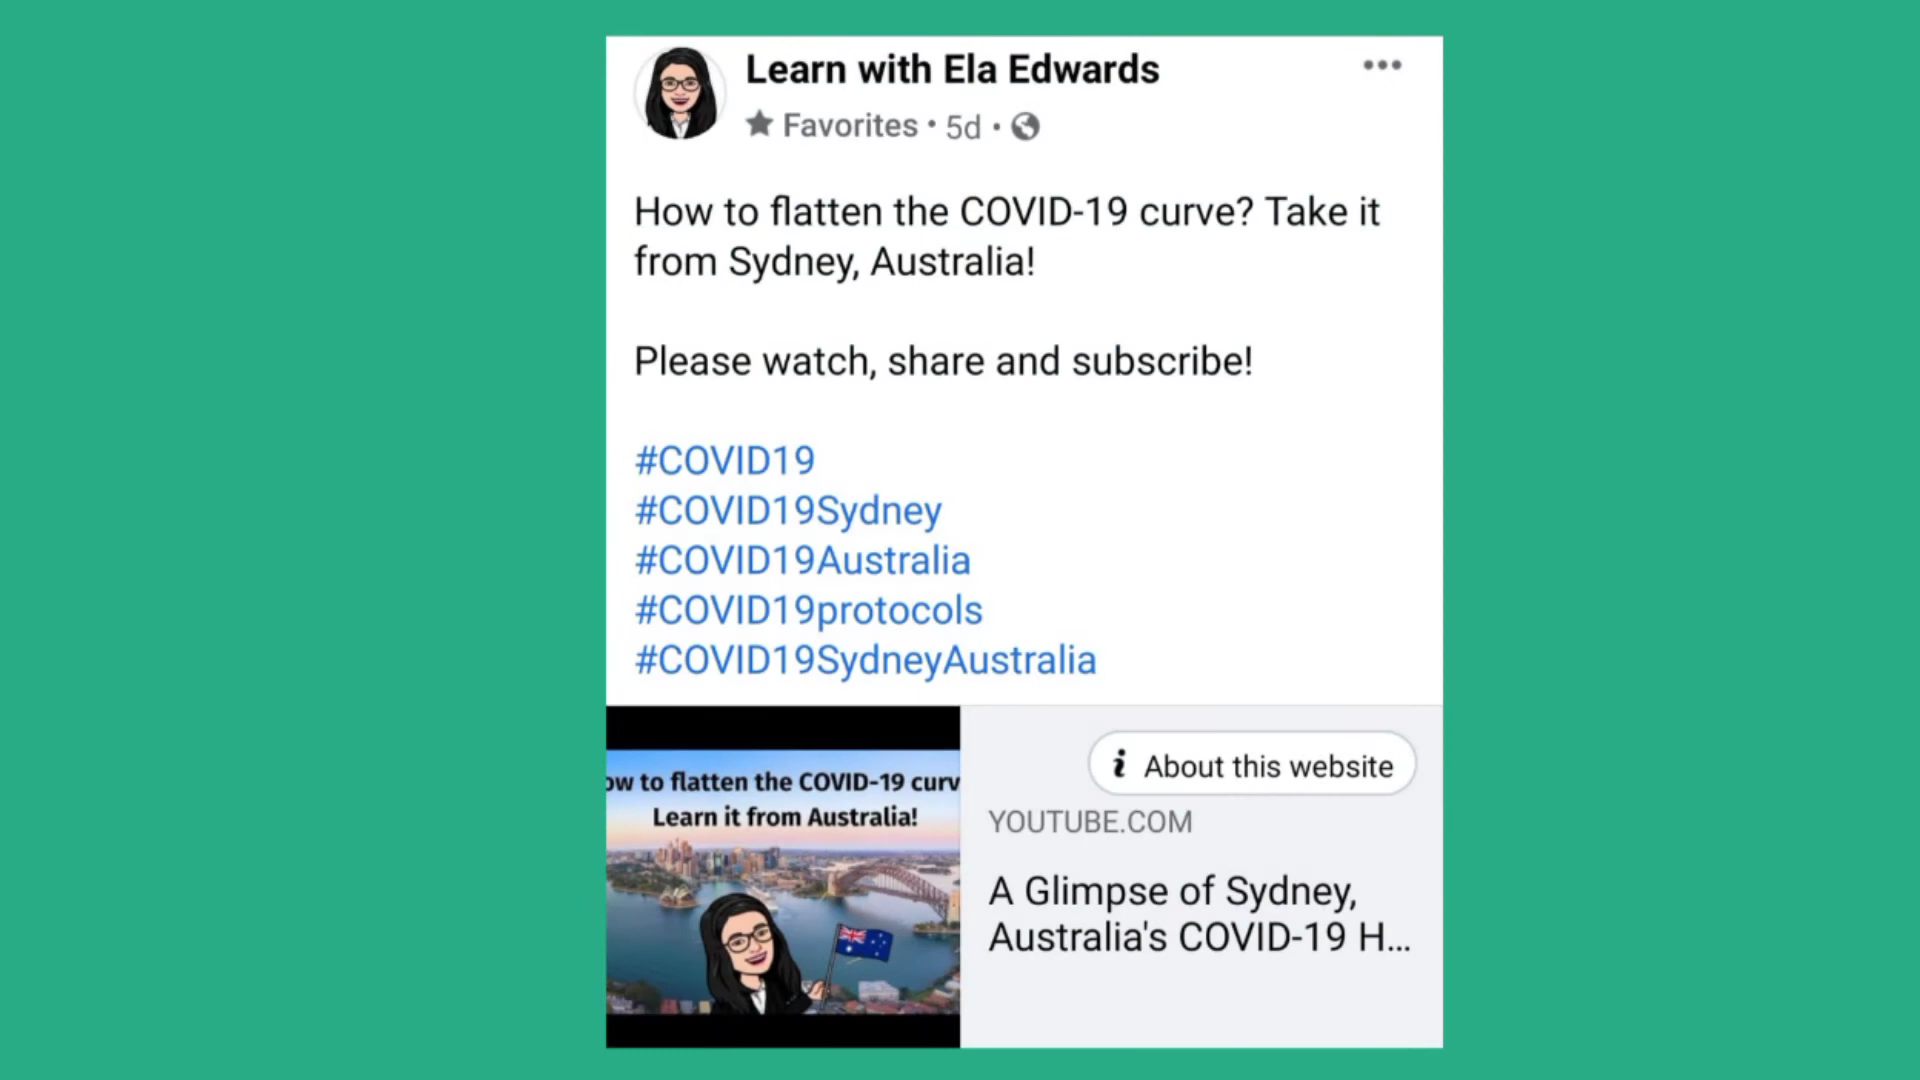 Learn with Ela Edwards
Favorites • 5d •
How to flatten the COVID-19 curve? Take it
from Sydney, Australia!
Please watch, share and subscribe!
#COVID19
#COVID19Sydney
#COVID19Australia
#COVID19protocols
#COVID19SydneyAustralia
ow to flatten the COVID-19 curv
Learn it from Australia!
i About this website
YOUTUBE.COM
A Glimpse of Sydney,
Australia's COVID-19 H...